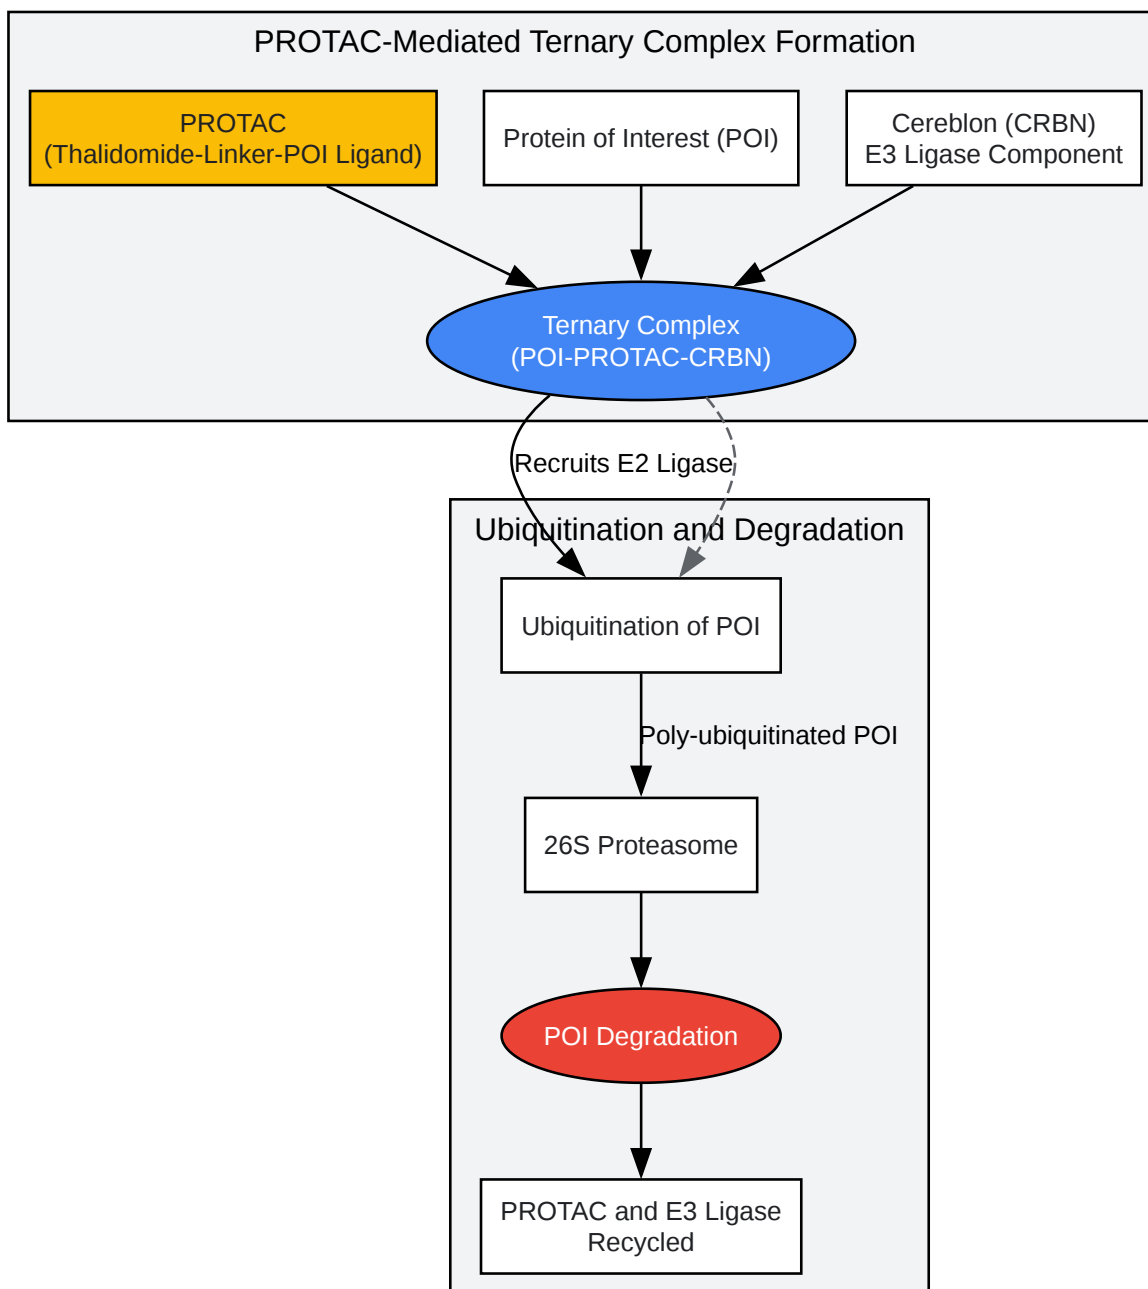 PROTAC-Mediated Ternary Complex Formation
PROTAC
(Thalidomide-Linker-POI Ligand)
Protein of Interest (POI)
Cereblon (CRBN)
E3 Ligase Component
Ternary Complex
(POI-PROTAC-CRBN)
Recruits E2 Ligase
Ubiquitination and Degradation
Ubiquitination of POI
Poly-ubiquitinated POI
26S Proteasome
POI Degradation
PROTAC and E3 Ligase
Recycled